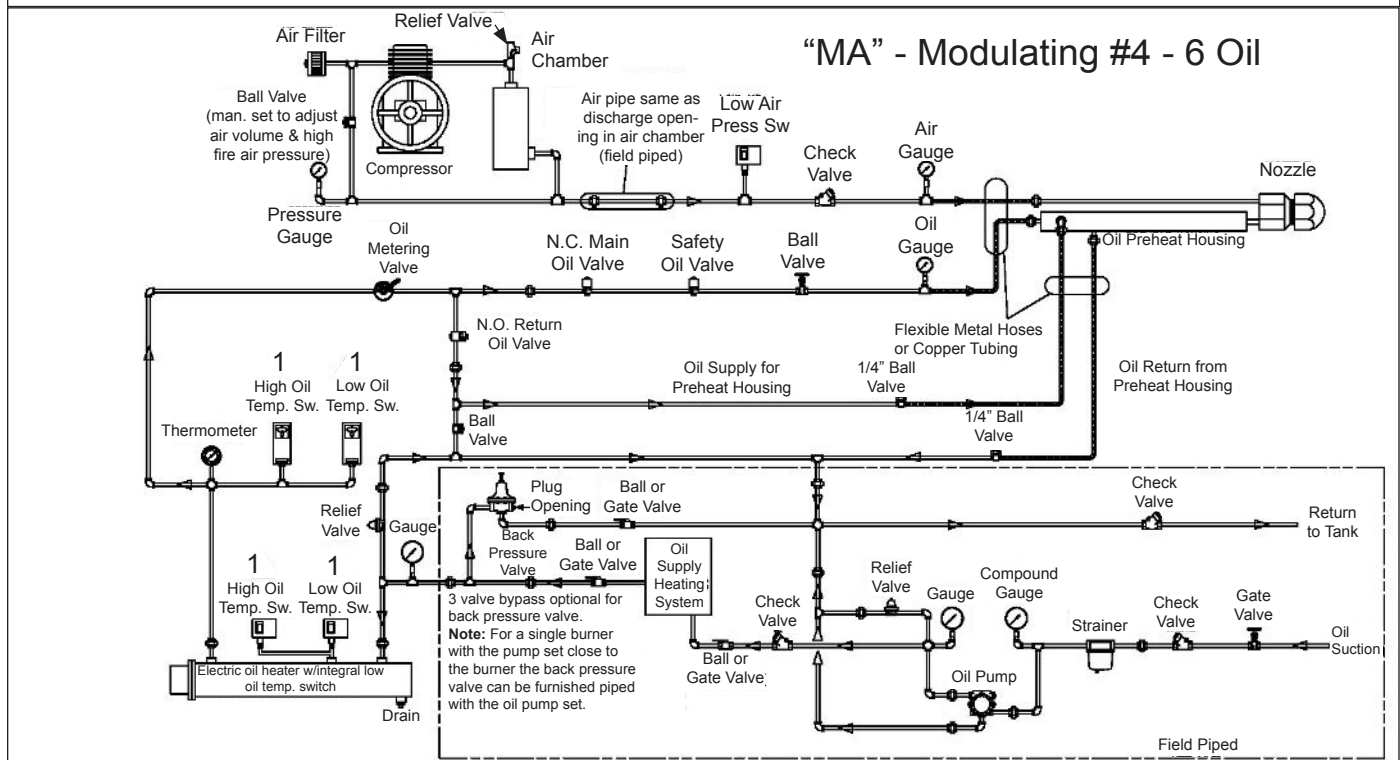 "MA" - Modulating #4 - 6 Oil
Relief Valve
Air Filter
Air
Chamber
Ball Valve
(man. set to adjust
air volume & high
fire air pressure)
Compressor
Air pipe same as
discharge open-
ing in air chamber
(field piped)
Low Air
Press Sw
Check
Valve
Air
Gauge
Nozzle
Pressure
Gauge
Oil
Metering
Valve
N.C. Main
Oil Valve
Safety
Oil Valve
Ball
Valve
Oil
Gauge
Oil Preheat Housing
N.O. Return
Oil Valve
Flexible Metal Hoses
or Copper Tubing
1
High Oil
Temp. Sw.
1
Low Oil
Temp. Sw.
Oil Supply for
Preheat Housing
1/4" Ball
Valve
Oil Return from
Preheat Housing
Thermometer
Ball
Valve
1/4" Ball
Valve
Relief
Valve
Gauge
Plug
Opening
Back
Pressure
Valve
Ball or
Gate Valve
Ball or
Gate Valve
Oil
Supply
Heating
System
Check
Valve
Return
to Tank
1
High Oil
Temp. Sw.
1
Low Oil
Temp. Sw.
3 valve bypass optional for
back pressure valve.
Note: For a single burner
with the pump set close to
the burner the back pressure
valve can be furnished piped
with the oil pump set.
Check
Valve
Relief
Valve
Gauge
Compound
Gauge
Strainer
Check
Valve
Gate
Valve
Oil
Suction
Ball or
Gate Valve
Oil Pump
Electric oil heater w/integral low
oil temp. switch
Drain
Field Piped